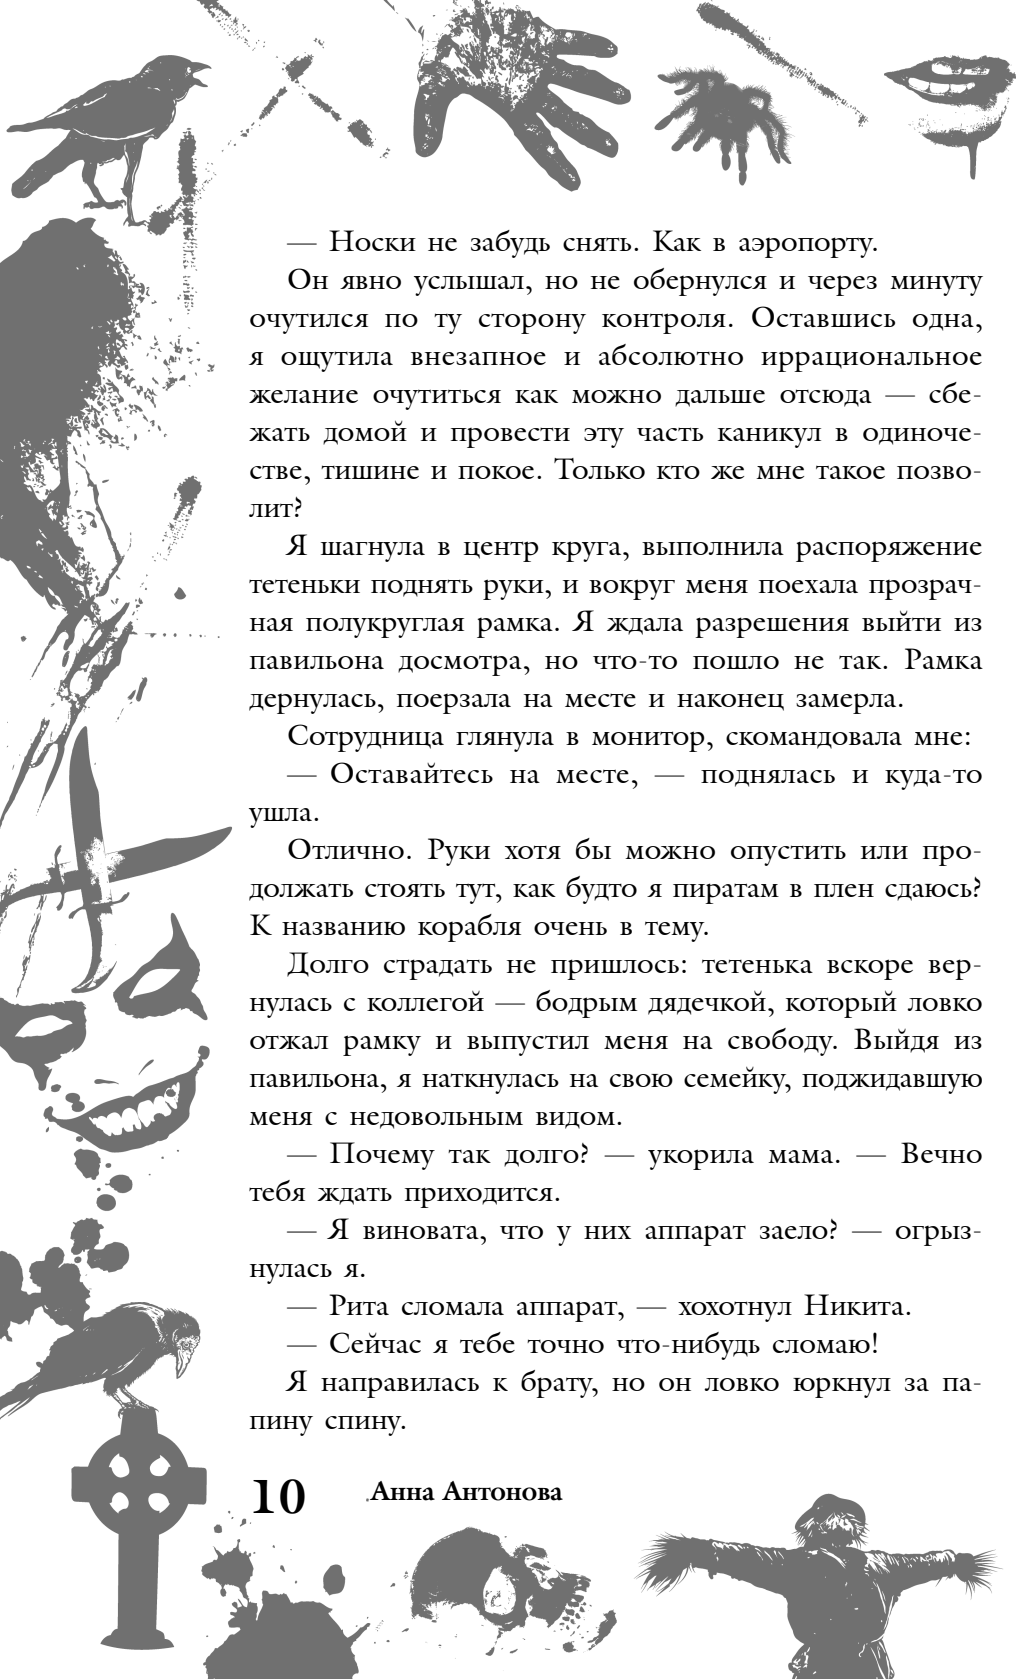 — Носки не забудь снять. Как в аэропорту.
Он явно услышал, но не обернулся и через минуту
очутился по ту сторону контроля. Оставшись одна,
я ощутила внезапное и абсолютно иррациональное
желание очутиться как можно дальше отсюда — сбе-
жать домой и провести эту часть каникул в одиноче-
стве, тишине и покое. Только кто же мне такое позво-
лит?
Я шагнула в центр круга, выполнила распоряжение
тетеньки поднять руки, и вокруг меня поехала прозрач-
ная полукруглая рамка. Я ждала разрешения выйти из
павильона досмотра, но что-то пошло не так. Рамка
дернулась, поерзала на месте и наконец замерла.
Сотрудница глянула в монитор, скомандовала мне:
— Оставайтесь на месте, — поднялась и куда-то
ушла.
Отлично. Руки хотя бы можно опустить или про-
должать стоять тут, как будто я пиратам в плен сдаюсь?
К названию корабля очень в тему.
Долго страдать не пришлось: тетенька вскоре вер-
нулась с коллегой — бодрым дядечкой, который ловко
отжал рамку и выпустил меня на свободу. Выйдя из
павильона, я наткнулась на свою семейку, поджидавшую
меня с недовольным видом.
— Почему так долго? — укорила мама. — Вечно
тебя ждать приходится.
— Я виновата, что у них аппарат заело? — огрыз-
нулась я.
— Рита сломала аппарат, — хохотнул Никита.
— Сейчас я тебе точно что-нибудь сломаю!
Я направилась к брату, но он ловко юркнул за па-
пину спину.
10 Анна Антонова